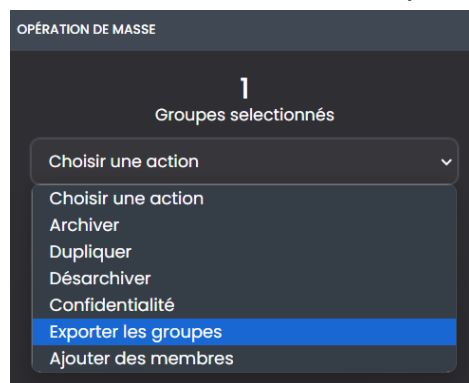 OPÉRATION DE MASSE
1
Groupes selectionnés
Choisir une action
Choisir une action
Archiver
Dupliquer
Désarchiver
Confidentialité
Exporter les groupes
Ajouter des membres